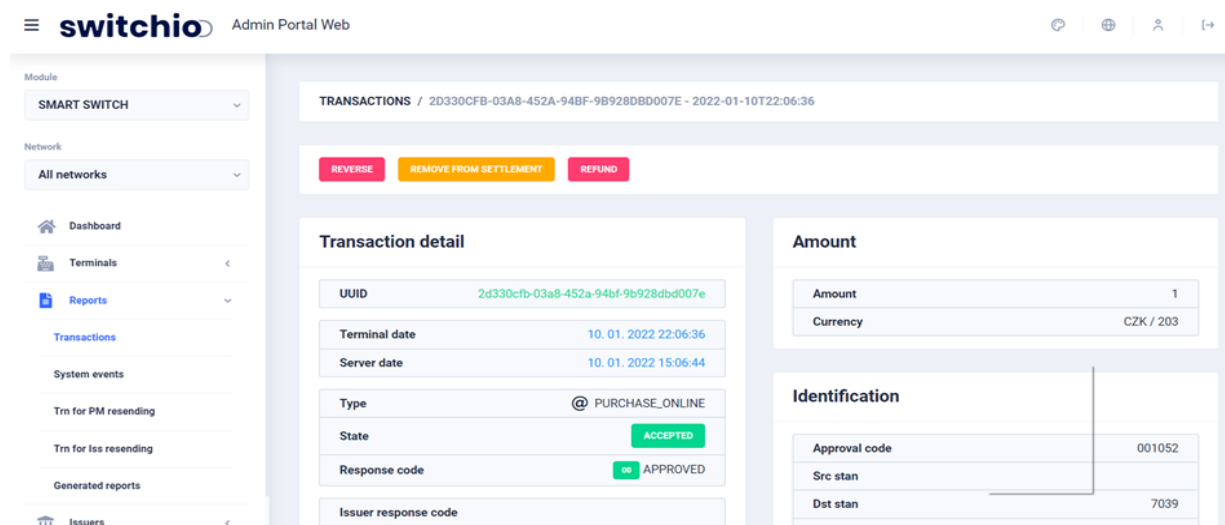 switchio Admin Portal Web
Module
SMART SWITCH
Network
All networks
Dashboard
Terminals
Reports
Transactions
System events
Trn for PM resending
Trn for Iss resending
Generated reports
Issuers
TRANSACTIONS / 2D330CFB-03A8-452A-94BF-9B928DBD007E - 2022-01-10T22:06:36
REVERSE REMOVE FROM SETTLEMENT REFUND
Transaction detail
UUID 2d330cfb-03a8-452a-94bf-9b928dbd007e
Terminal date 10. 01. 2022 22:06:36
Server date 10. 01. 2022 15:06:44
Type @ PURCHASE_ONLINE
State ACCEPTED
Response code 00 APPROVED
Issuer response code
Amount
Amount 1
Currency CZK / 203
Identification
Approval code 001052
Src stan
Dst stan 7039